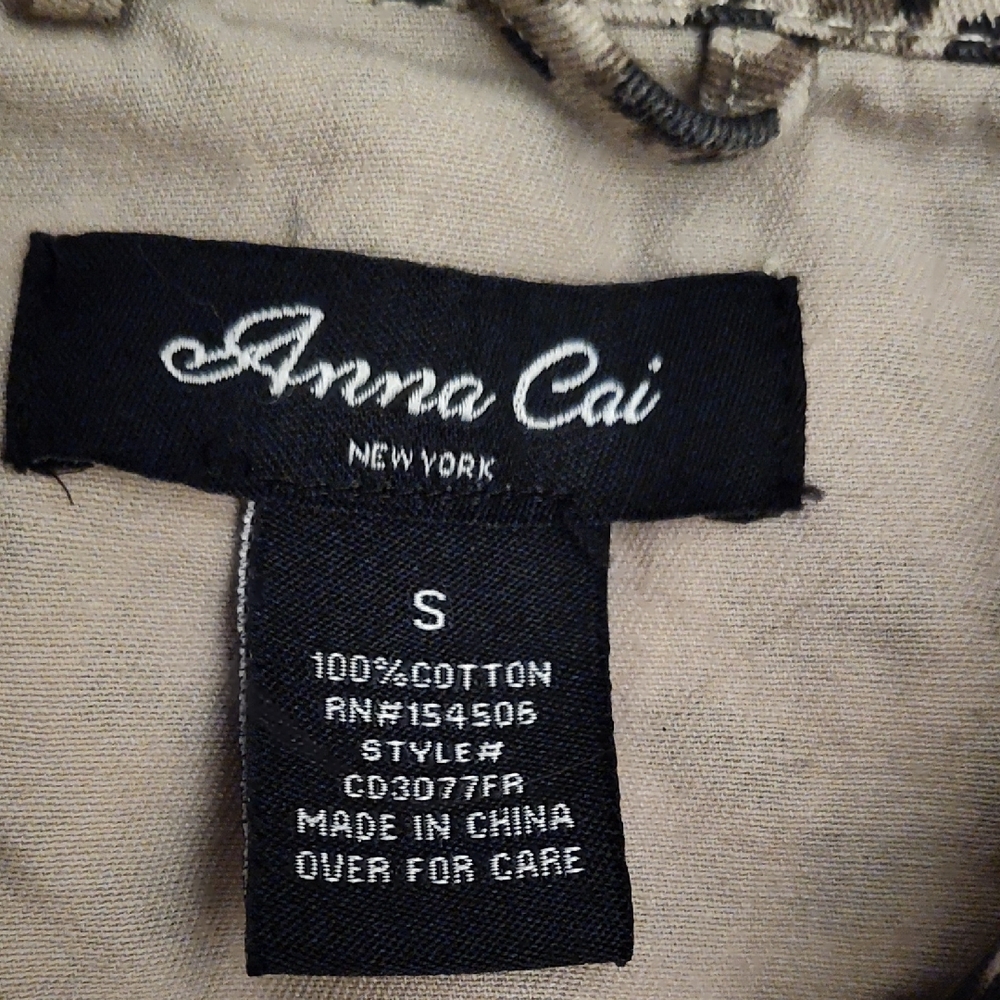 Anna Cai
NEW YORK
S
100%COTTON
RN#154506
STYLE#
CD3077FR
MADE IN CHINA
OVER FOR CARE